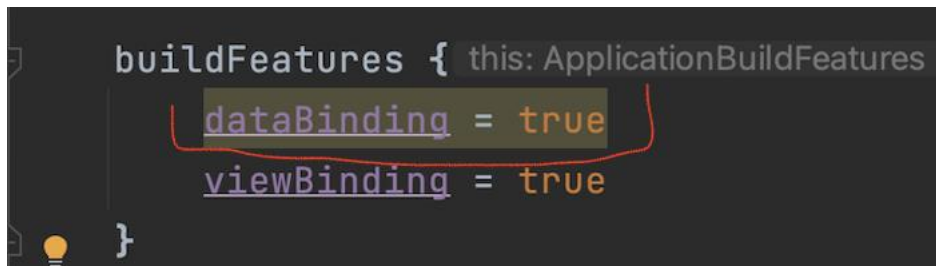 buildFeatures { this: ApplicationBuildFeatures
dataBinding = true
viewBinding = true
}